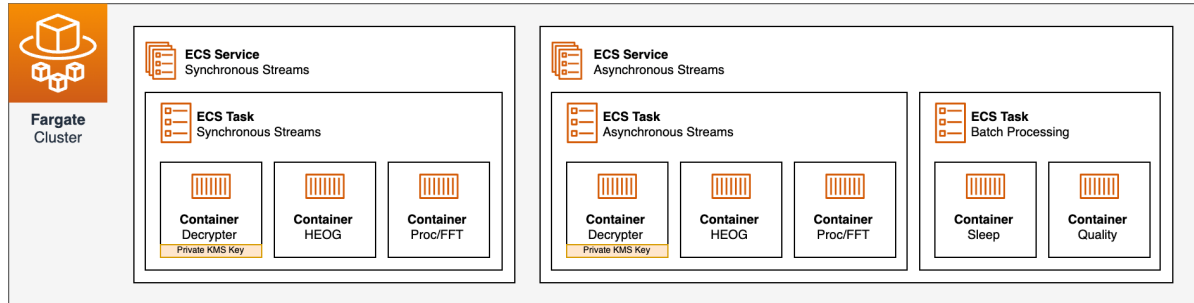 Fargate
Cluster
ECS Service
Synchronous Streams
ECS Task
Synchronous Streams
Container
Decrypter
Private KMS Key
Container
HEOG
Container
Proc/FFT
ECS Service
Asynchronous Streams
ECS Task
Asynchronous Streams
Container
Decrypter
Private KMS Key
Container
HEOG
Container
Proc/FFT
ECS Task
Batch Processing
Container
Sleep
Container
Quality